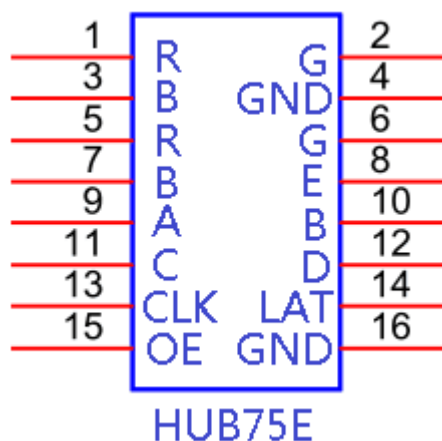 1 R G 2
3 B GND 4
5 R G 6
7 B E 8
9 A B 10
11 C D 12
13 CLK LAT 14
15 OE GND 16
HUB75E